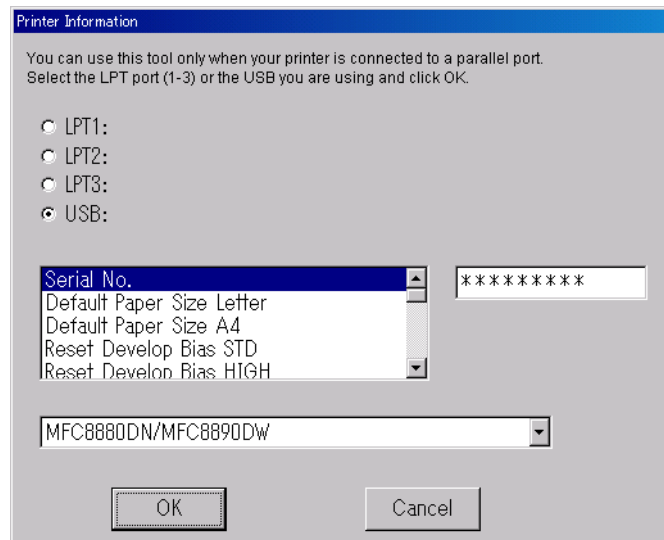 Printer Information
You can use this tool only when your printer is connected to a parallel port.
Select the LPT port (1-3) or the USB you are using and click OK.
LPT1:
LPT2:
LPT3:
USB:
Serial No.
*********
Default Paper Size Letter
Default Paper Size A4
Reset Develop Bias STD
Reset Develop Bias HIGH
MFC8880DN/MFC8890DW
OK
Cancel